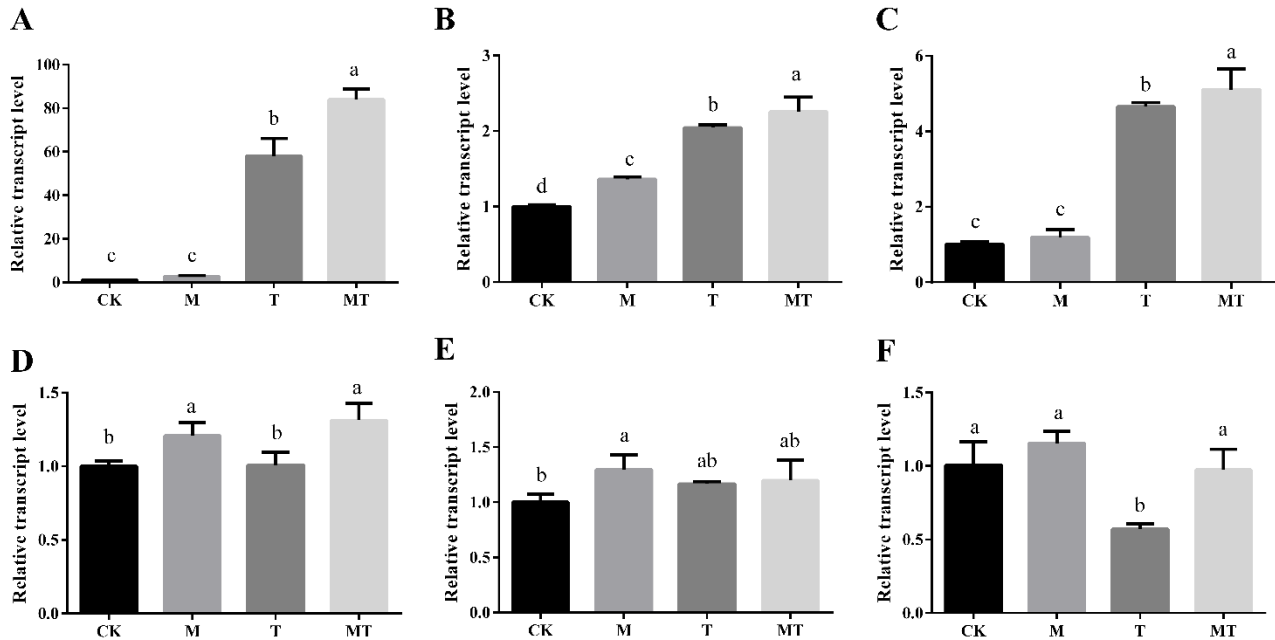 A
Relative transcript level
100
80
60
40
20
0
c
c
b
a
CK M T MT
B
Relative transcript level
3
2
1
0
d
c
b
a
CK M T MT
C
Relative transcript level
6
4
2
0
c
c
b
a
CK M T MT
D
Relative transcript level
1.5
1.0
0.5
0.0
b
a
b
a
CK M T MT
E
Relative transcript level
2.0
1.5
1.0
0.5
0.0
b
a
ab
ab
CK M T MT
F
Relative transcript level
1.5
1.0
0.5
0.0
a
a
b
a
CK M T MT